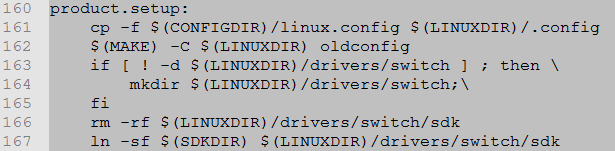 160 product.setup:
161     cp -f $(CONFIGDIR)/linux.config $(LINUXDIR)/.config
162     $(MAKE) -C $(LINUXDIR) oldconfig
163     if [ ! -d $(LINUXDIR)/drivers/switch ] ; then \
164         mkdir $(LINUXDIR)/drivers/switch;\
165     fi
166     rm -rf $(LINUXDIR)/drivers/switch/sdk
167     ln -sf $(SDKDIR) $(LINUXDIR)/drivers/switch/sdk